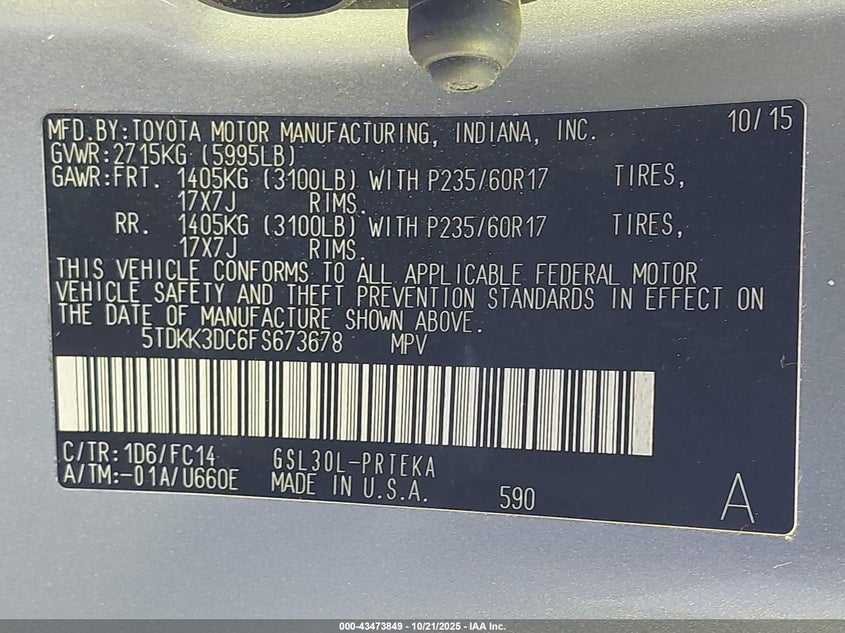 MFD.BY:TOYOTA MOTOR MANUFACTURING, INDIANA, INC. 10/15
GVWR:2715KG (5995LB)
GAWR:FRT. 1405KG (3100LB) WITH P235/60R17 TIRES,
17X7J RIMS.
RR. 1405KG (3100LB) WITH P235/60R17 TIRES,
17X7J RIMS.
THIS VEHICLE CONFORMS TO ALL APPLICABLE FEDERAL MOTOR
VEHICLE SAFETY AND THEFT PREVENTION STANDARDS IN EFFECT ON
THE DATE OF MANUFACTURE SHOWN ABOVE.
5TDKK3DC6FS673678 MPV
C/TR:1D6/FC14 GSL30L-PRTEKA
A/TM:-01A/U660E MADE IN U.S.A. 590 A
000-43473849 - 10/21/2025 - IAA Inc.